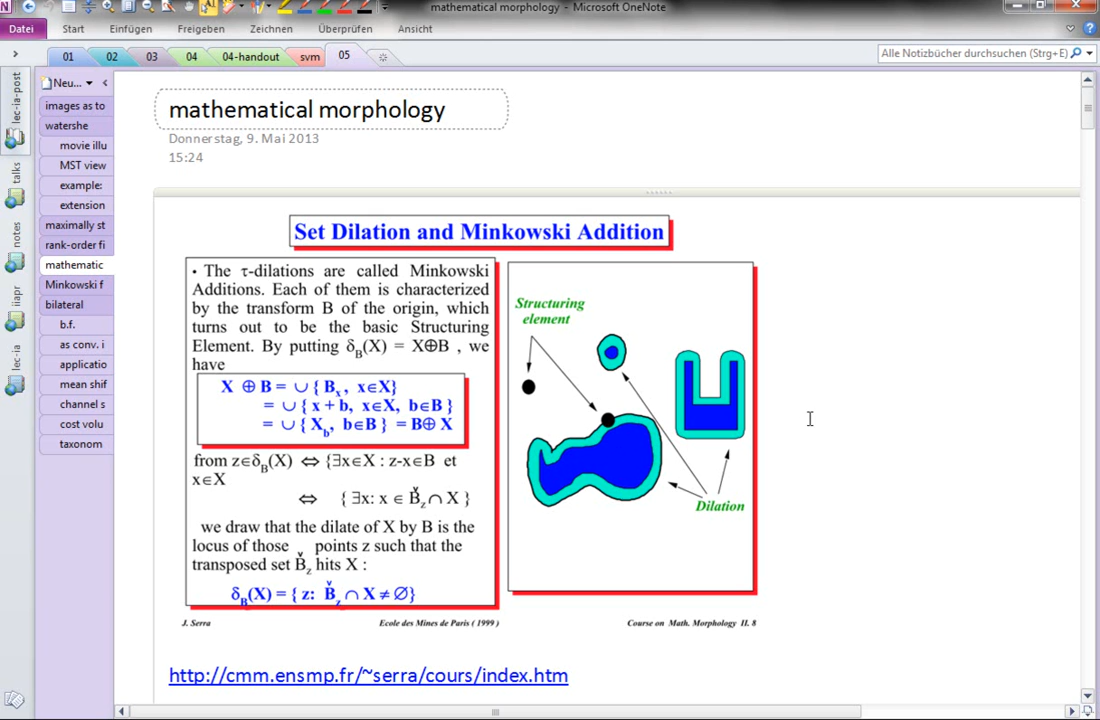 mathematical morphology - Microsoft OneNote
Datei Start Einfügen Freigeben Zeichnen Überprüfen Ansicht
01 02 03 04 04-handout svm 05
Alle Notizbücher durchsuchen (Strg+E)
lec-ia-post
talks
notes
iiapr
lec-ia
Neu...
images as to
watershe
movie illu
MST view
example:
extension
maximally st
rank-order fi
mathematic
Minkowski f
bilateral
b.f.
as conv. i
applicatio
mean shif
channel s
cost volu
taxonom
mathematical morphology
Donnerstag, 9. Mai 2013
15:24
Set Dilation and Minkowski Addition
• The τ-dilations are called Minkowski
Additions. Each of them is characterized
by the transform B of the origin, which
turns out to be the basic Structuring
Element. By putting δB(X) = X⊕B , we
have
X ⊕ B = ∪ { Bx , x∈X}
= ∪ { x + b, x∈X, b∈B }
= ∪ { Xb , b∈B } = B⊕ X
from z∈δB(X) ⇔ {∃x∈X : z-x∈B et
x∈X
⇔ { ∃x: x ∈ B̌z ∩ X }
we draw that the dilate of X by B is the
locus of those points z such that the
transposed set B̌z hits X :
δB(X) = { z: B̌z ∩ X ≠ ∅}
Structuring
element
Dilation
J. Serra Ecole des Mines de Paris ( 1999 ) Course on Math. Morphology II. 8
http://cmm.ensmp.fr/~serra/cours/index.htm